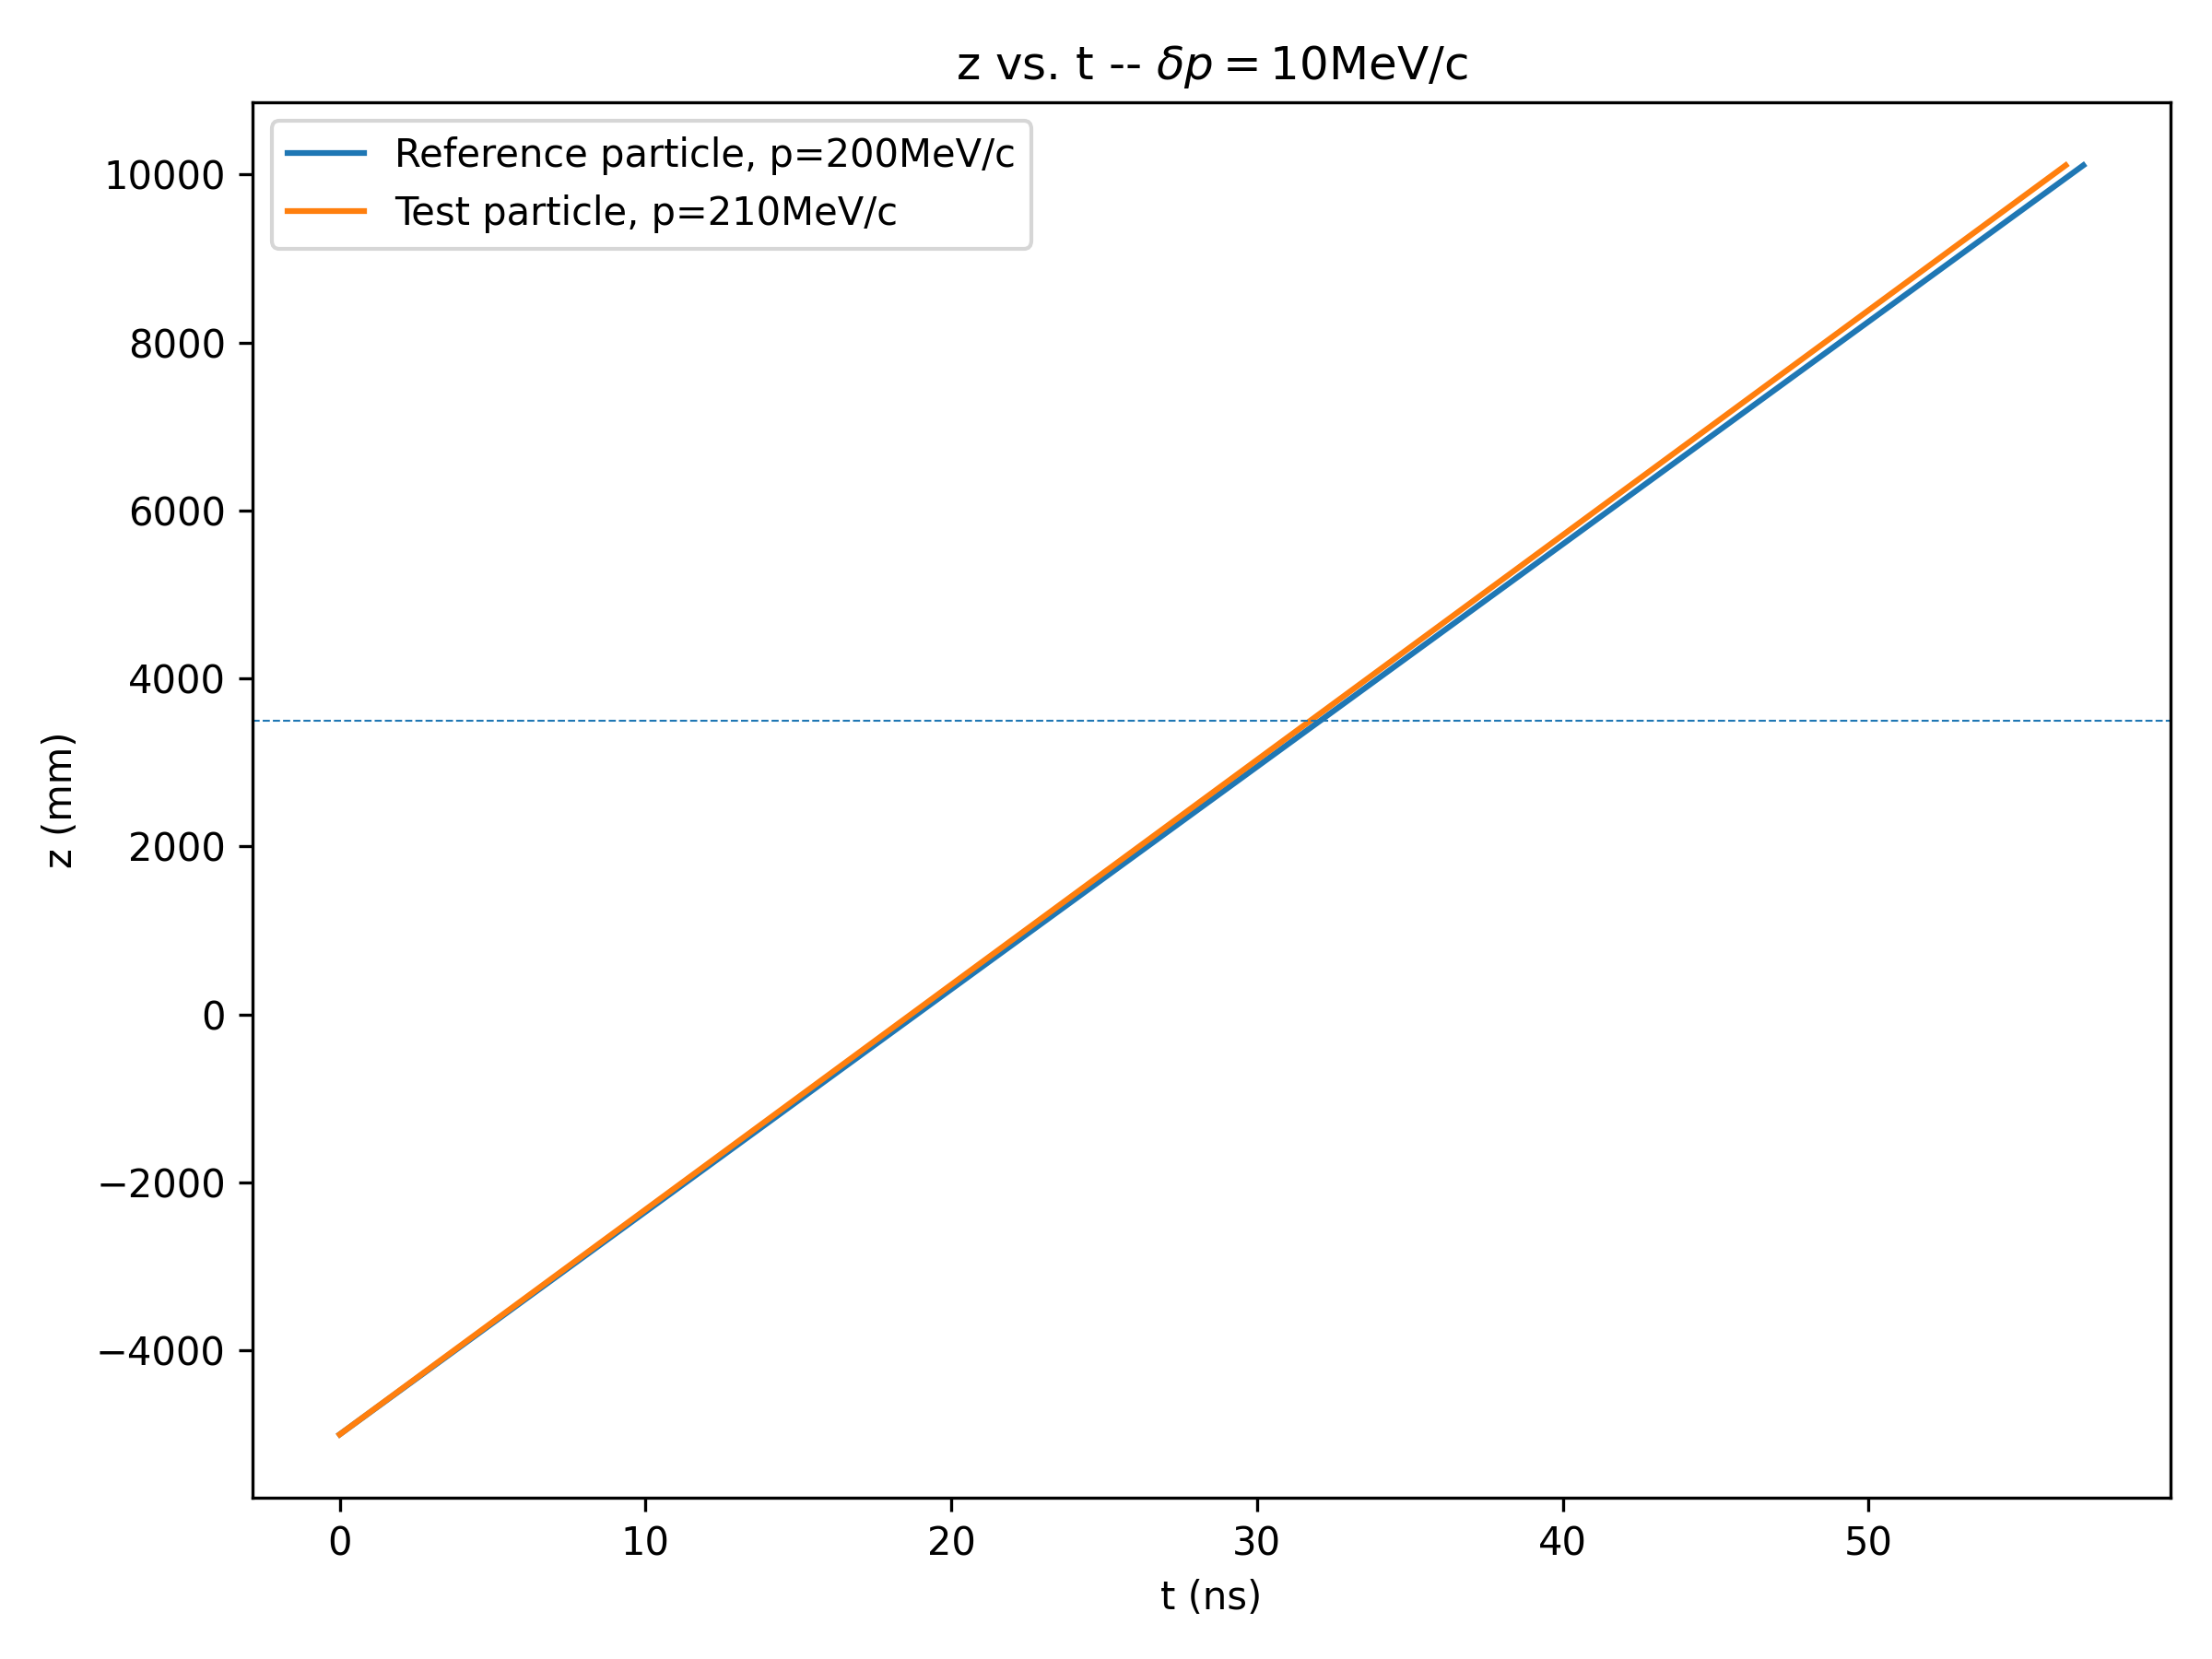 z vs. t -- δp = 10MeV/c
Reference particle, p=200MeV/c
Test particle, p=210MeV/c
10000
8000
6000
4000
2000
0
−2000
−4000
z (mm)
0 10 20 30 40 50
t (ns)